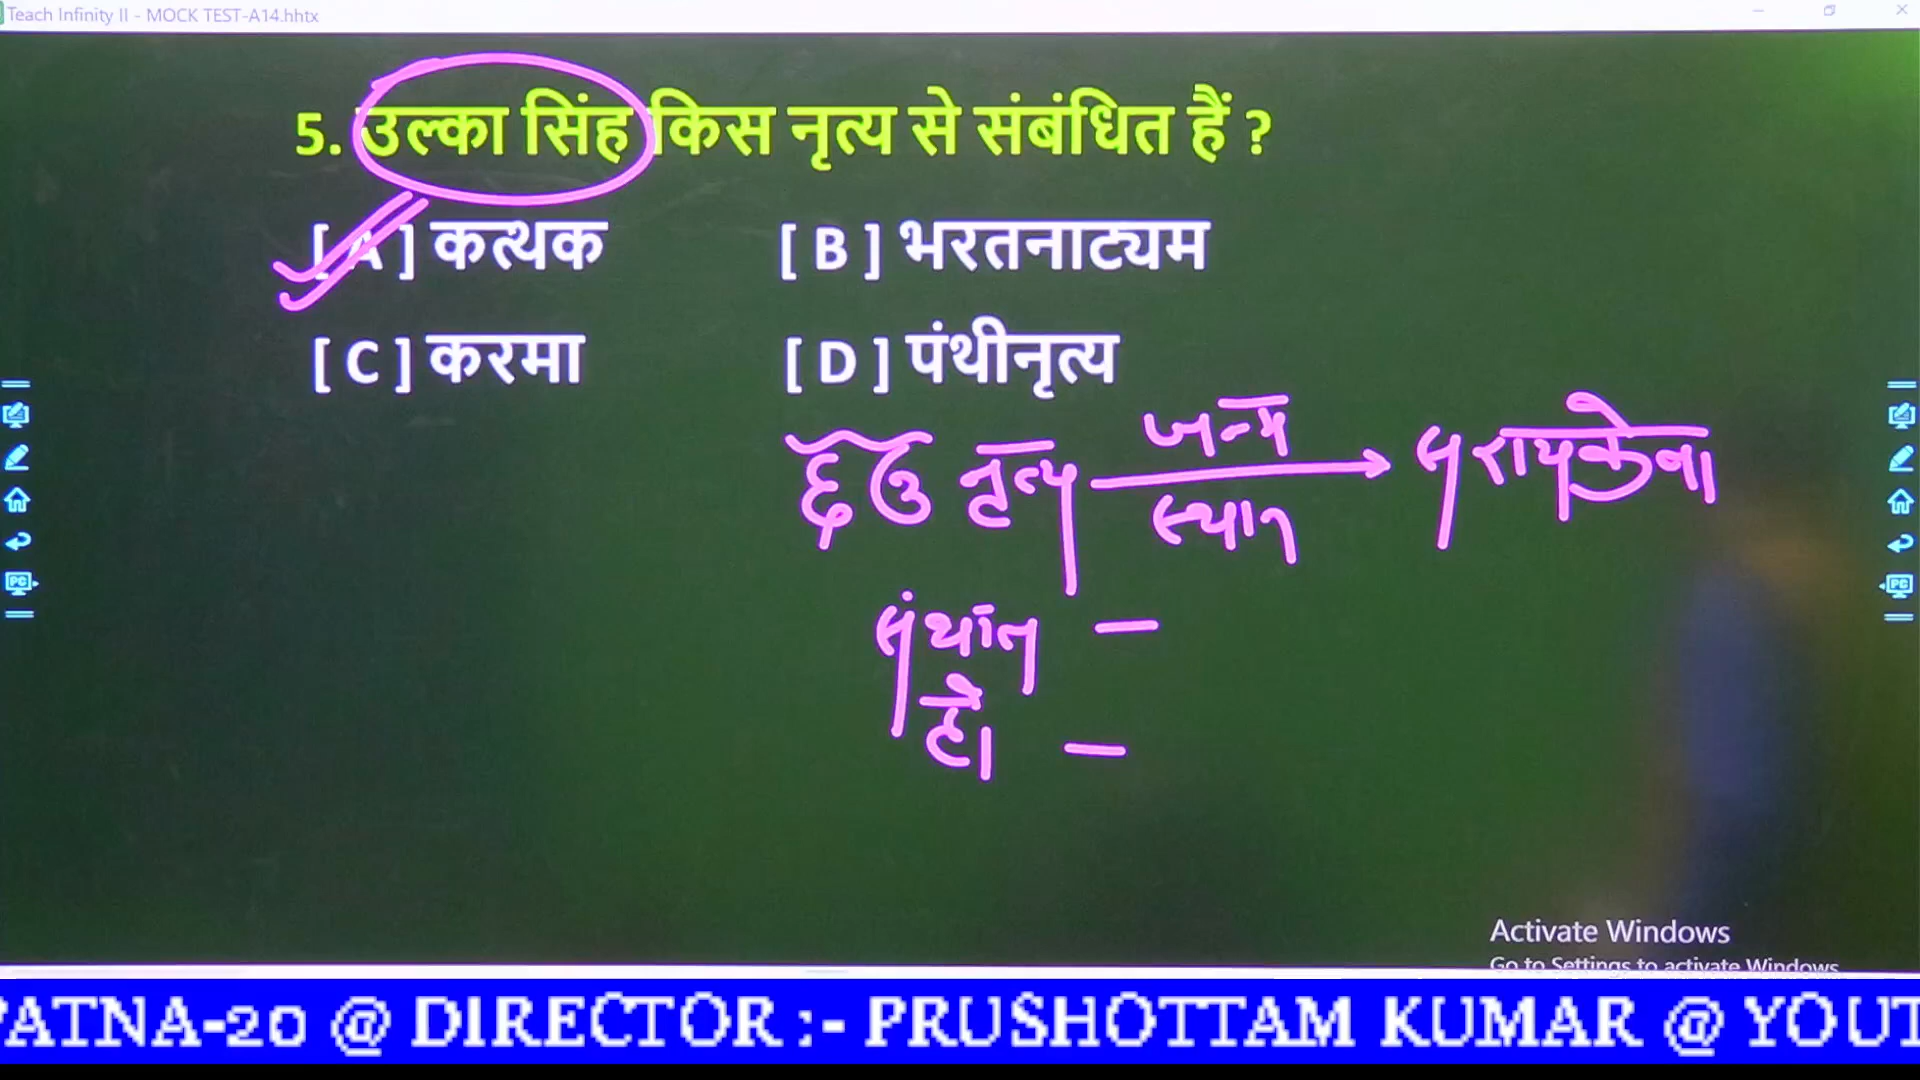 Teach Infinity II - MOCK TEST-A14.hhtx
5. उल्का सिंह किस नृत्य से संबंधित हैं ?
[ A ] कत्थक [ B ] भरतनाट्यम
[ C ] करमा [ D ] पंथीनृत्य
नृत्य जन्म स्थान
Activate Windows
Go to Settings to activate Windows
PATNA-20 @ DIRECTOR :- PRUSHOTTAM KUMAR @ YOUT